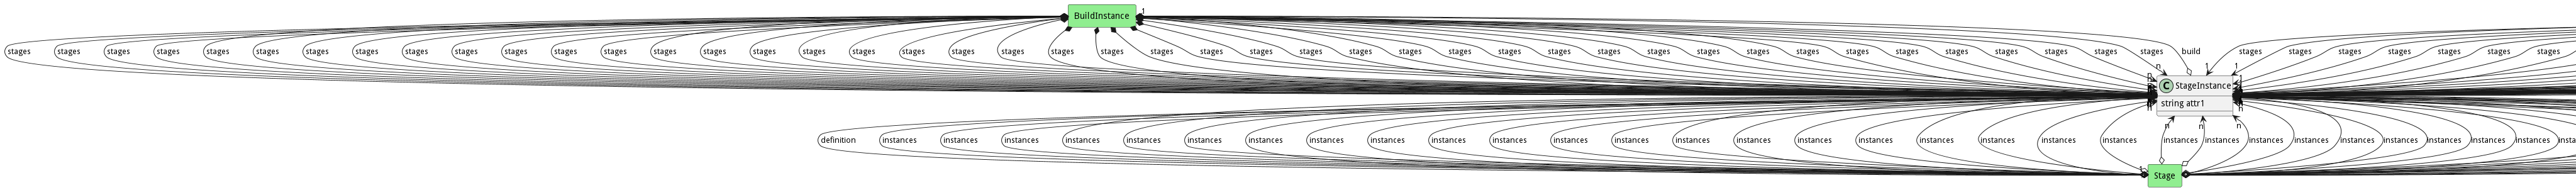 BuildInstance 1
stages stages stages stages stages stages stages stages stages stages stages stages stages stages stages stages stages stages stages stages stages stages stages stages stages stages stages stages stages stages stages stages stages stages stages stages stages stages stages stages stages stages stages stages build stages stages stages stages stages stages stages
n 1 1
C StageInstance
string attr1
n n n
definition instances instances instances instances instances instances instances instances instances instances instances instances instances instances instances instances instances instances instances instances instances instances instances instances instances instances instances instances instances instances insta
1 Stage